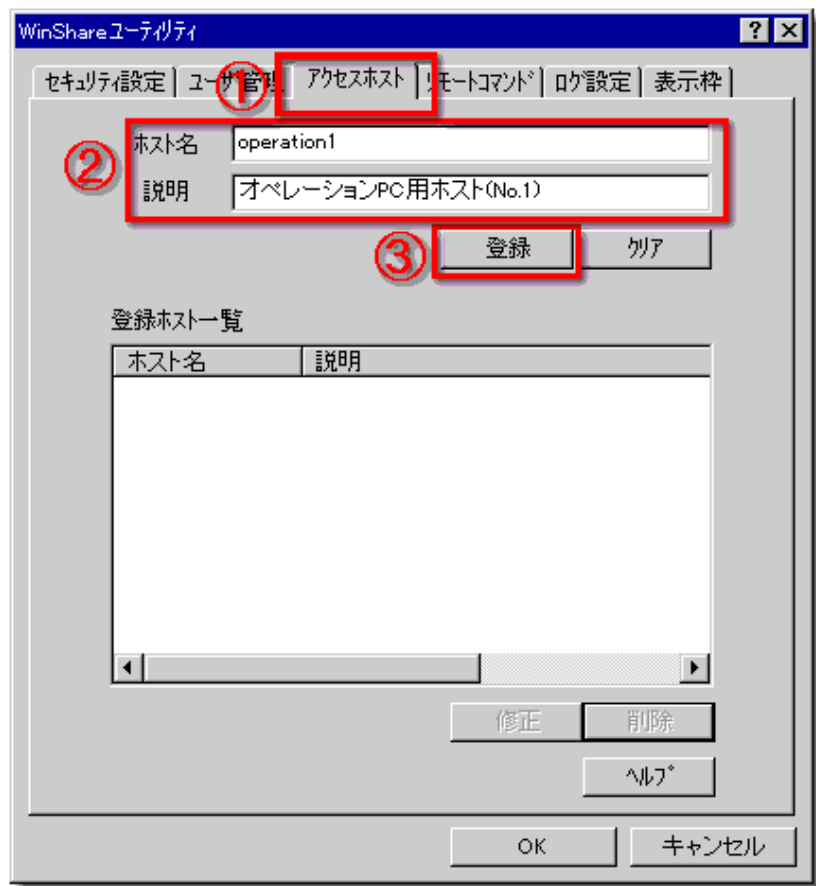 WinShareユーティリティ
セキュリティ設定 ユーザ管理 アクセスホスト リモートコマンド ログ設定 表示枠
①
②
ホスト名 operation1
説明 オペレーションPC用ホスト(No.1)
③ 登録 クリア
登録ホスト一覧
ホスト名 説明
修正 削除
ヘルプ
OK キャンセル